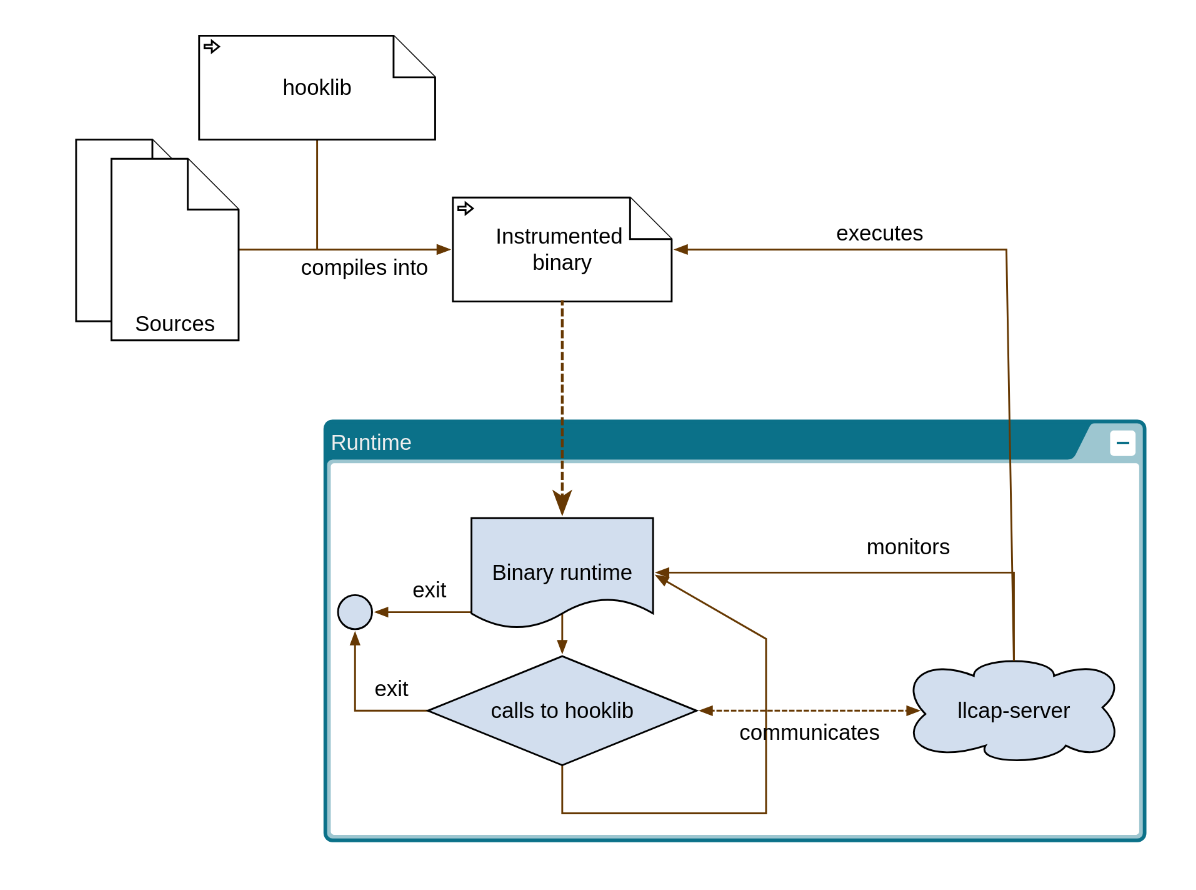 hooklib
Sources
compiles into
Instrumented
binary
executes
Runtime
Binary runtime
monitors
exit
exit
calls to hooklib
communicates
llcap-server